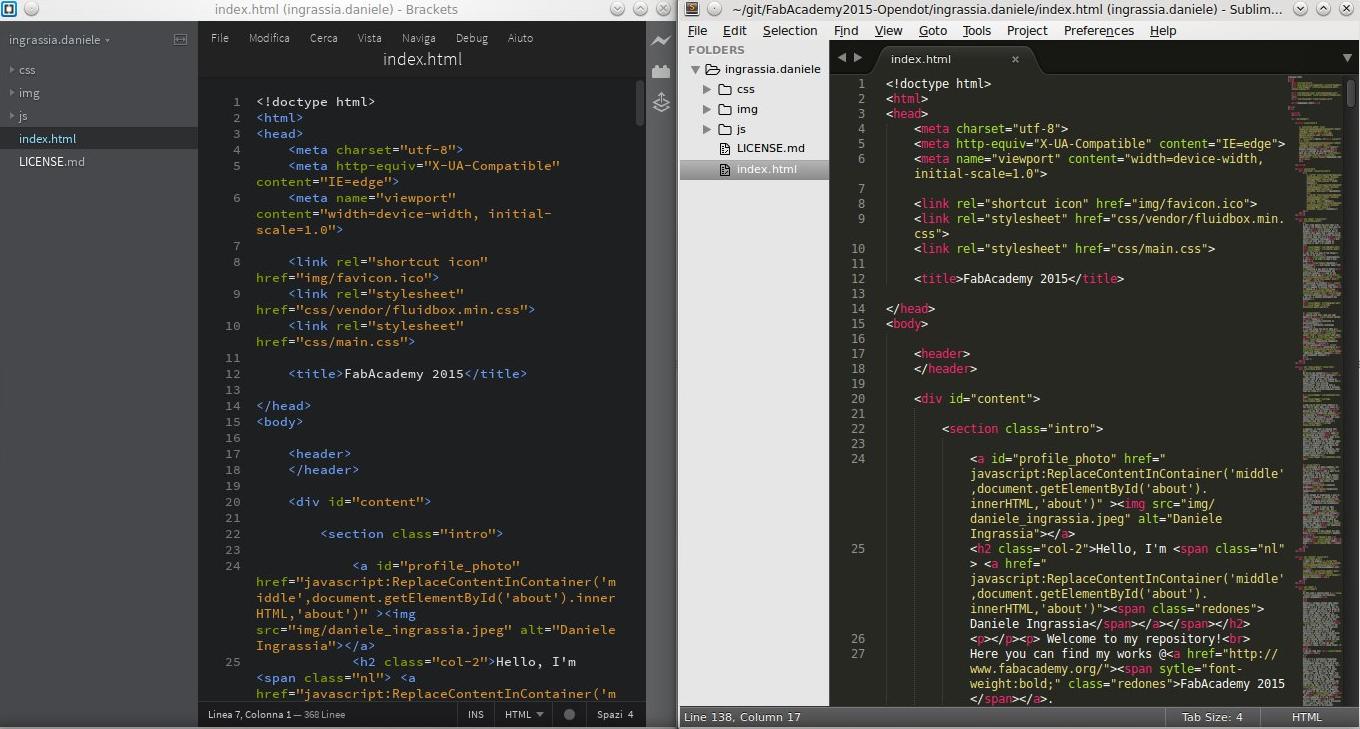 index.html (ingrassia.daniele) - Brackets
ingrassia.daniele
css
img
js
index.html
LICENSE.md
File Modifica Cerca Vista Naviga Debug Aiuto
index.html
1 <!doctype html>
2 <html>
3 <head>
4 <meta charset="utf-8">
5 <meta http-equiv="X-UA-Compatible"
content="IE=edge">
6 <meta name="viewport"
content="width=device-width, initial-
scale=1.0">
7
8 <link rel="shortcut icon"
href="img/favicon.ico">
9 <link rel="stylesheet"
href="css/vendor/fluidbox.min.css">
10 <link rel="stylesheet"
href="css/main.css">
11
12 <title>FabAcademy 2015</title>
13
14 </head>
15 <body>
16
17 <header>
18 </header>
19
20 <div id="content">
21
22 <section class="intro">
23
24 <a id="profile_photo"
href="javascript:ReplaceContentInContainer('m
iddle',document.getElementById('about').inner
HTML,'about')" ><img
src="img/daniele_ingrassia.jpeg" alt="Daniele
Ingrassia"></a>
25 <h2 class="col-2">Hello, I'm
<span class="nl"> <a
href="javascript:ReplaceContentInContainer('m
Linea 7, Colonna 1 — 368 Linee INS HTML Spazi 4
~/git/FabAcademy2015-Opendot/ingrassia.daniele/index.html (ingrassia.daniele) - Sublim...
File Edit Selection Find View Goto Tools Project Preferences Help
FOLDERS
ingrassia.daniele
css
img
js
LICENSE.md
index.html
index.html ×
1 <!doctype html>
2 <html>
3 <head>
4 <meta charset="utf-8">
5 <meta http-equiv="X-UA-Compatible" content="IE=edge">
6 <meta name="viewport" content="width=device-width,
initial-scale=1.0">
7
8 <link rel="shortcut icon" href="img/favicon.ico">
9 <link rel="stylesheet" href="css/vendor/fluidbox.min.
css">
10 <link rel="stylesheet" href="css/main.css">
11
12 <title>FabAcademy 2015</title>
13
14 </head>
15 <body>
16
17 <header>
18 </header>
19
20 <div id="content">
21
22 <section class="intro">
23
24 <a id="profile_photo" href="
javascript:ReplaceContentInContainer('middle'
,document.getElementById('about').
innerHTML,'about')" ><img src="img/
daniele_ingrassia.jpeg" alt="Daniele
Ingrassia"></a>
25 <h2 class="col-2">Hello, I'm <span class="nl"
> <a href="
javascript:ReplaceContentInContainer('middle'
,document.getElementById('about').
innerHTML,'about')"><span class="redones">
Daniele Ingrassia</span></a></span></h2>
26 <p></p><p> Welcome to my repository!<br>
27 Here you can find my works @<a href="http://
www.fabacademy.org/"><span sytle="font-
weight:bold;" class="redones">FabAcademy 2015
</span></a>.
Line 138, Column 17 Tab Size: 4 HTML